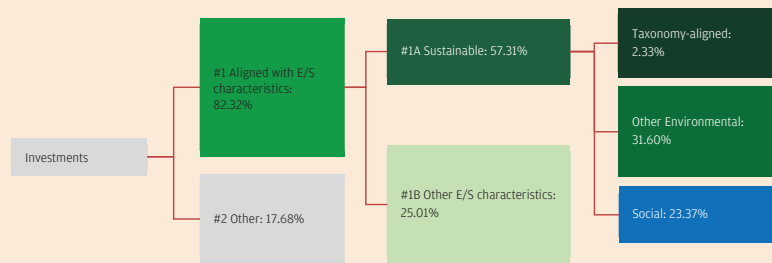 Investments
#1 Aligned with E/S
characteristics:
82.32%
#2 Other: 17.68%
#1A Sustainable: 57.31%
#1B Other E/S characteristics:
25.01%
Taxonomy-aligned:
2.33%
Other Environmental:
31.60%
Social: 23.37%